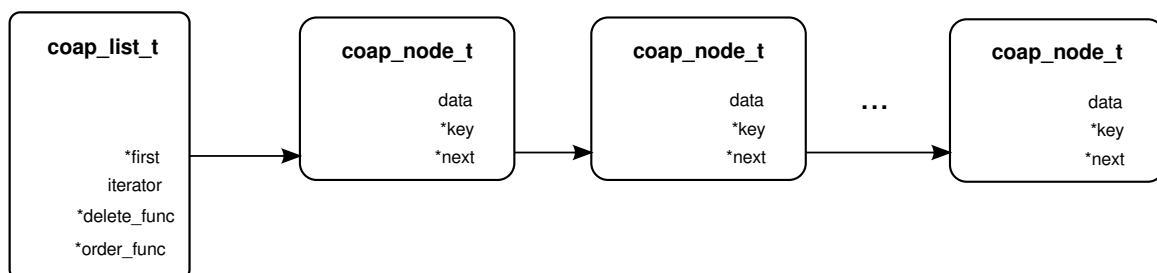 coap_list_t
*first
iterator
*delete_func
*order_func
coap_node_t
data
*key
*next
coap_node_t
data
*key
*next
...
coap_node_t
data
*key
*next